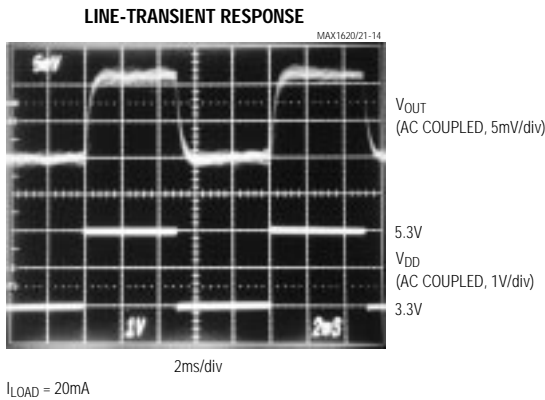 LINE-TRANSIENT RESPONSE
MAX1620/21-14
5mV
VOUT
(AC COUPLED, 5mV/div)
5.3V
VDD
(AC COUPLED, 1V/div)
3.3V
1V
2mS
2ms/div
ILOAD = 20mA